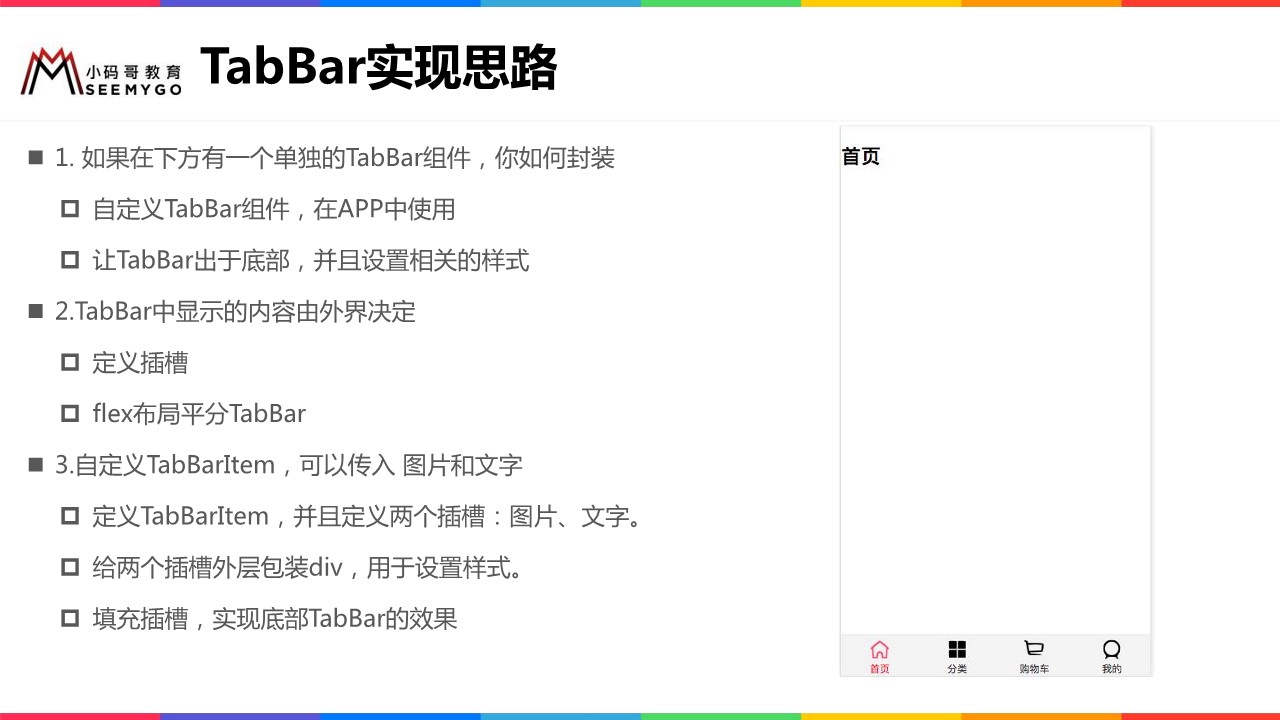 小码哥教育
SEEMYGO
TabBar实现思路
1. 如果在下方有一个单独的TabBar组件，你如何封装
自定义TabBar组件，在APP中使用
让TabBar出于底部，并且设置相关的样式
2.TabBar中显示的内容由外界决定
定义插槽
flex布局平分TabBar
3.自定义TabBarItem，可以传入 图片和文字
定义TabBarItem，并且定义两个插槽：图片、文字。
给两个插槽外层包装div，用于设置样式。
填充插槽，实现底部TabBar的效果
首页
首页 分类 购物车 我的